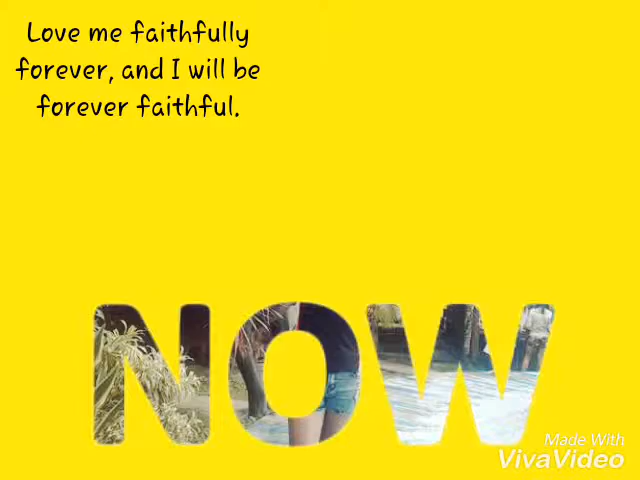 Love me faithfully
forever, and I will be
forever faithful.
NOW
Made With
VivaVideo